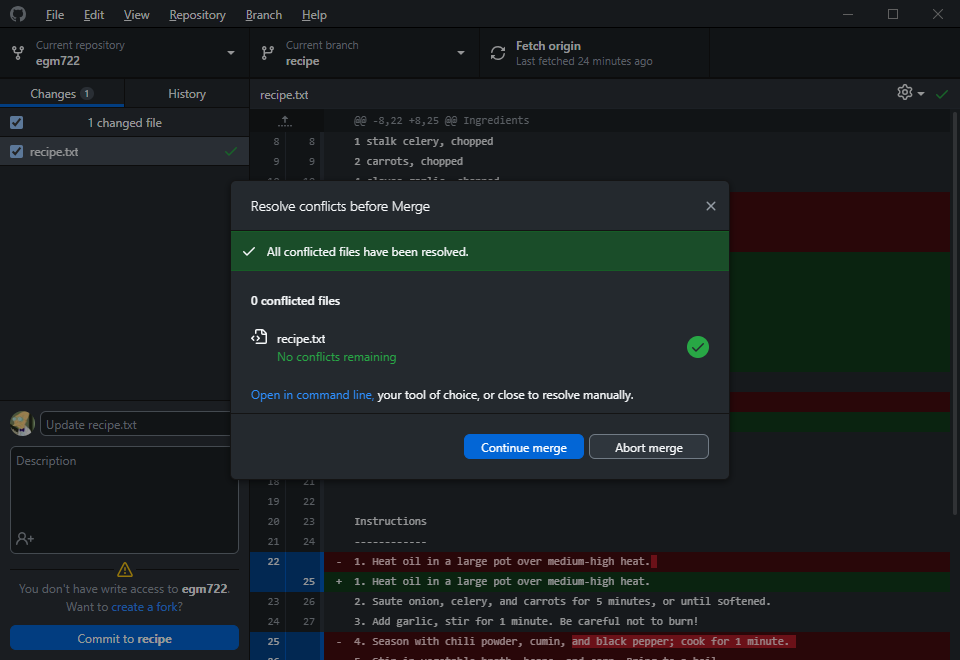 File Edit View Repository Branch Help
Current repository
egm722
Current branch
recipe
Fetch origin
Last fetched 24 minutes ago
Changes 1
History
1 changed file
recipe.txt
recipe.txt
@@ -8,22 +8,25 @@ Ingredients
8 8 1 stalk celery, chopped
9 9 2 carrots, chopped
Resolve conflicts before Merge
All conflicted files have been resolved.
0 conflicted files
recipe.txt
No conflicts remaining
Open in command line, your tool of choice, or close to resolve manually.
Continue merge
Abort merge
Update recipe.txt
Description
You don't have write access to egm722.
Want to create a fork?
Commit to recipe
18 21
19 22
20 23 Instructions
21 24 ------------
22 - 1. Heat oil in a large pot over medium-high heat.
25 + 1. Heat oil in a large pot over medium-high heat.
23 26 2. Saute onion, celery, and carrots for 5 minutes, or until softened.
24 27 3. Add garlic, stir for 1 minute. Be careful not to burn!
25 - 4. Season with chili powder, cumin, and black pepper; cook for 1 minute.